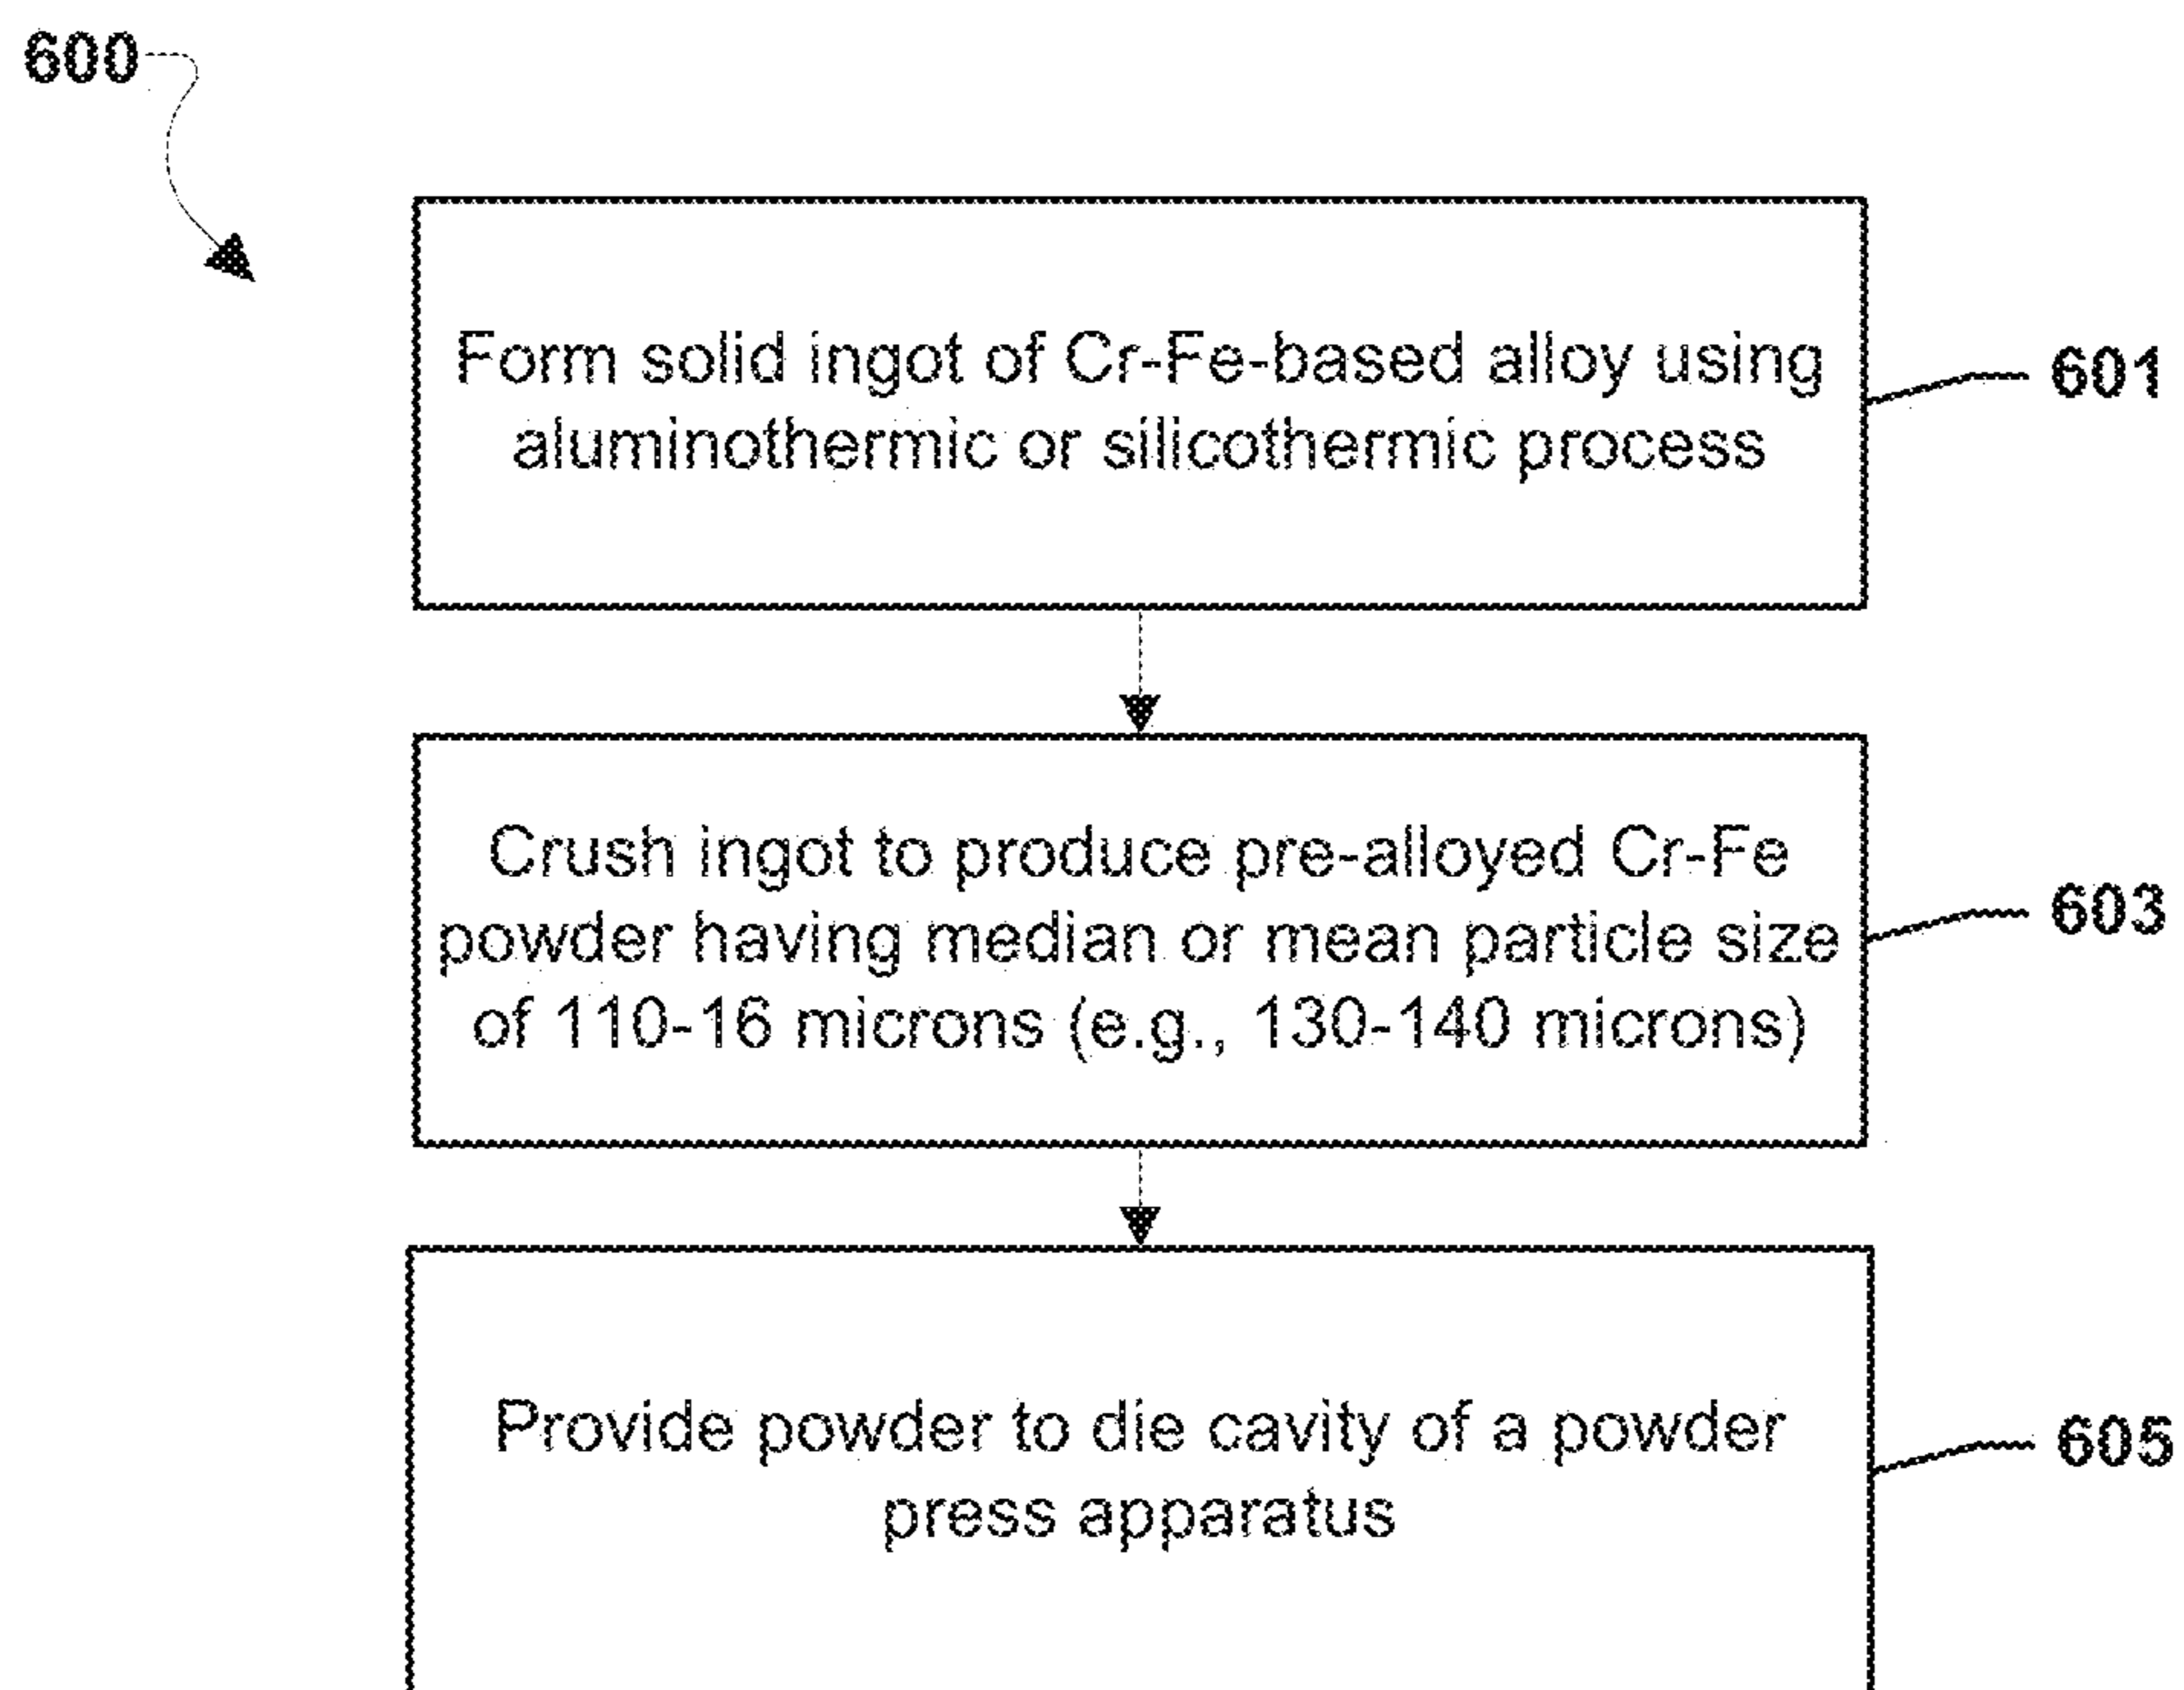 600
Form solid ingot of Cr-Fe-based alloy using
aluminothermic or silicothermic process
601
Crush ingot to produce pre-alloyed Cr-Fe
powder having median or mean particle size
of 110-16 microns (e.g., 130-140 microns)
603
Provide powder to die cavity of a powder
press apparatus
605